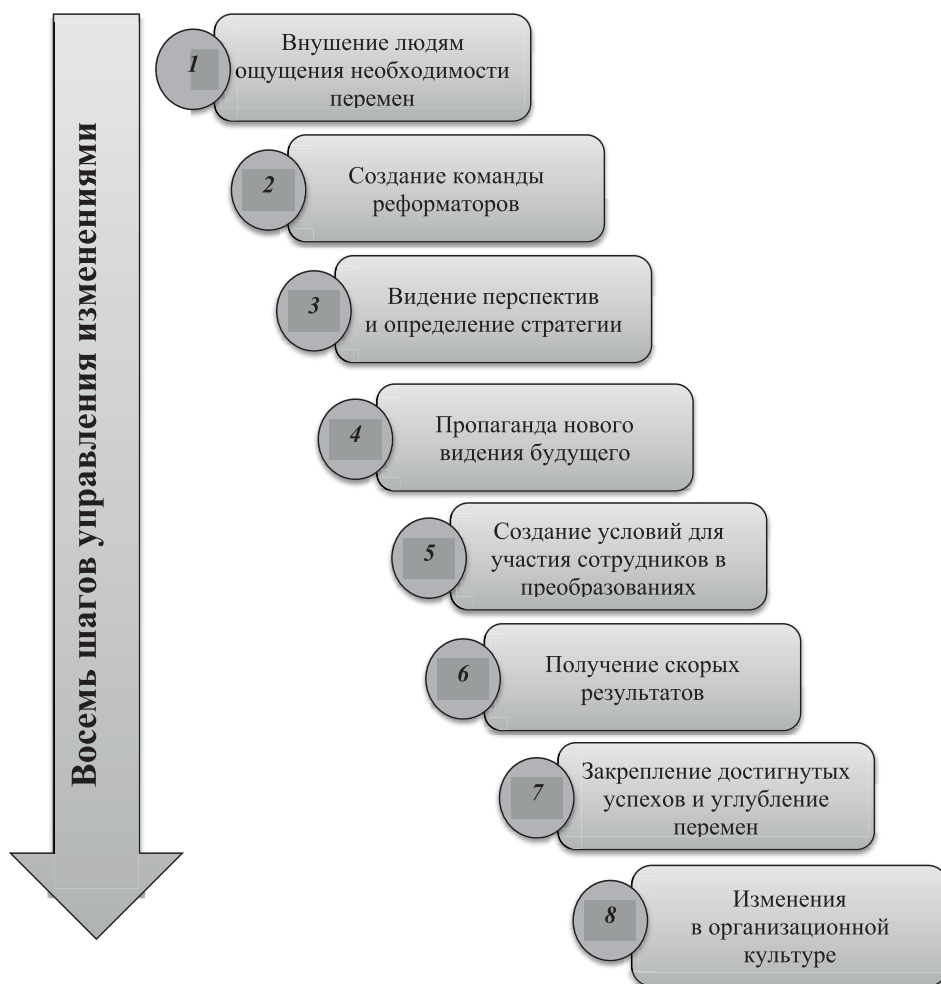 Восемь шагов управления изменениями
1
Внушение людям
ощущения необходимости
перемен
2
Создание команды
реформаторов
3
Видение перспектив
и определение стратегии
4
Пропаганда нового
видения будущего
5
Создание условий для
участия сотрудников в
преобразованиях
6
Получение скорых
результатов
7
Закрепление достигнутых
успехов и углубление
перемен
8
Изменения
в организационной
культуре